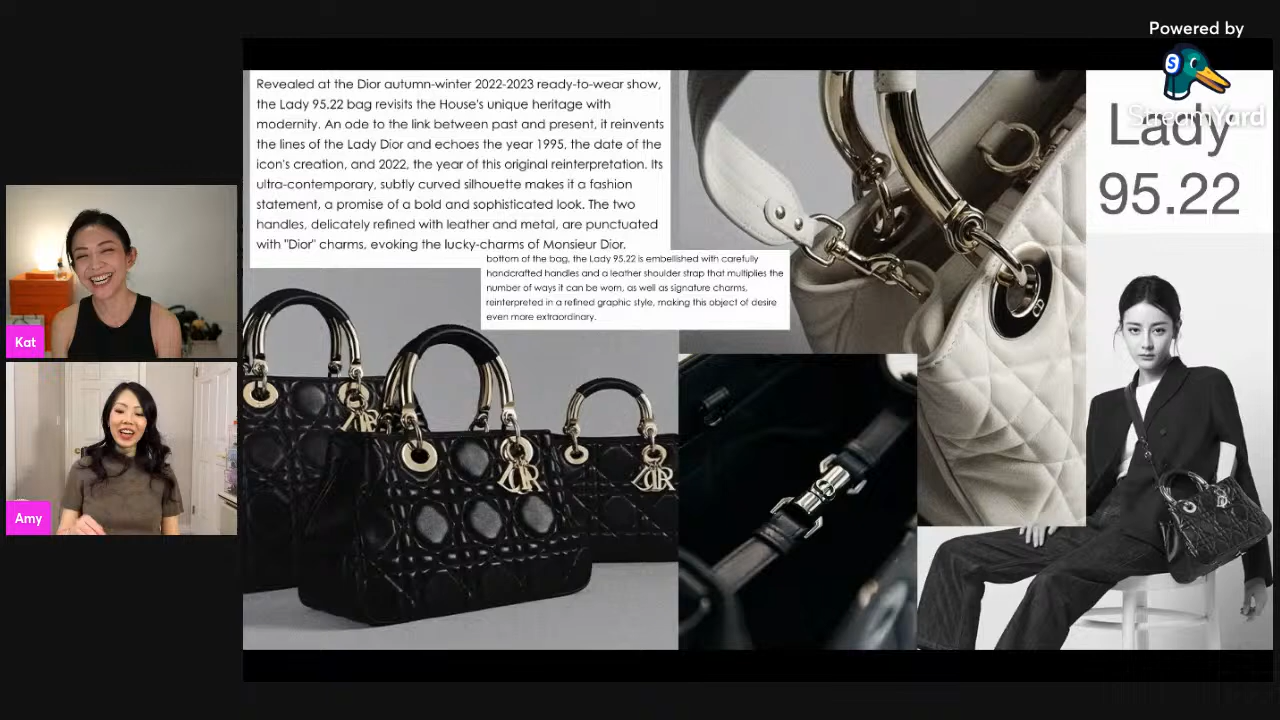 Powered by
StreamYard
Revealed at the Dior autumn-winter 2022-2023 ready-to-wear show,
the Lady 95.22 bag revisits the House's unique heritage with
modernity. An ode to the link between past and present, it reinvents
the lines of the Lady Dior and echoes the year 1995, the date of the
icon's creation, and 2022, the year of this original reinterpretation. Its
ultra-contemporary, subtly curved silhouette makes it a fashion
statement, a promise of a bold and sophisticated look. The two
handles, delicately refined with leather and metal, are punctuated
with "Dior" charms, evoking the lucky-charms of Monsieur Dior.
bottom of the bag, the Lady 95.22 is embellished with carefully
handcrafted handles and a leather shoulder strap that multiplies the
number of ways it can be worn, as well as signature charms,
reinterpreted in a refined graphic style, making this object of desire
even more extraordinary.
Lady
95.22
Kat
Amy